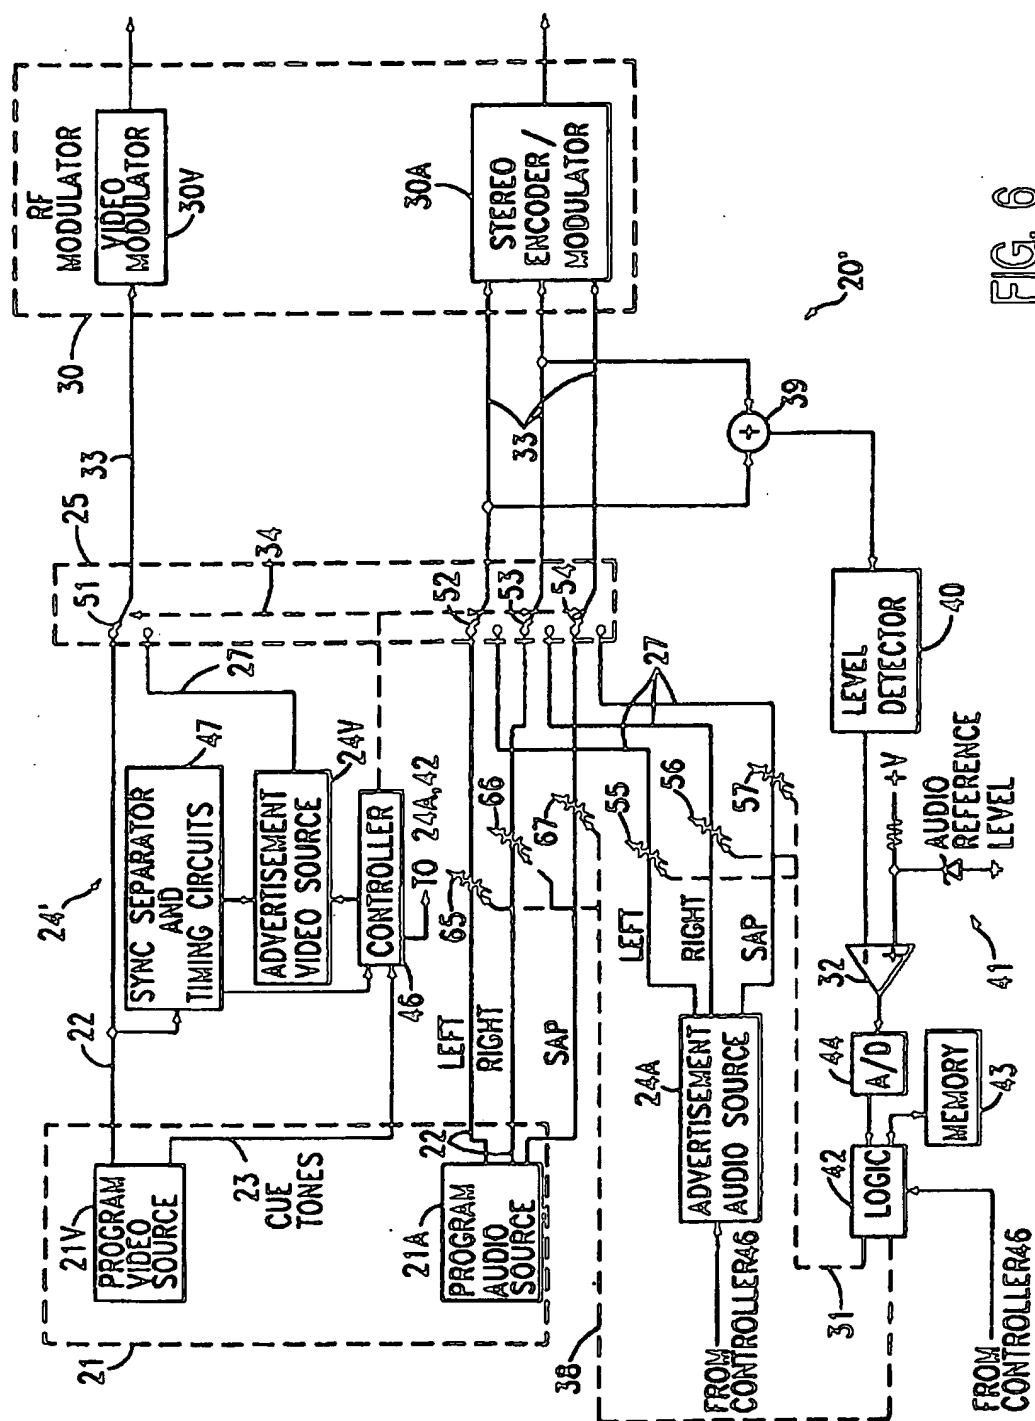 RF
MODULATOR
VIDEO
MODULATOR
30V
30
33
25
51
34
27
24'
47
SYNC SEPARATOR
AND
TIMING CIRCUITS
ADVERTISEMENT
VIDEO SOURCE
24V
CONTROLLER
46
TO 24A,42
22
21V
PROGRAM
VIDEO
SOURCE
23
CUE
TONES
21
21A
PROGRAM
AUDIO
SOURCE
22
LEFT
RIGHT
SAP
65
66
67
52
53
54
33
30A
STEREO
ENCODER/
MODULATOR
27
55
56
57
LEFT
RIGHT
SAP
24A
ADVERTISEMENT
AUDIO SOURCE
FROM
CONTROLLER46
38
31
39
+
20'
LEVEL
DETECTOR
40
+V
AUDIO
REFERENCE
LEVEL
41
32
-
+
44
A/D
42
LOGIC
MEMORY
43
FROM
CONTROLLER46
FIG. 6